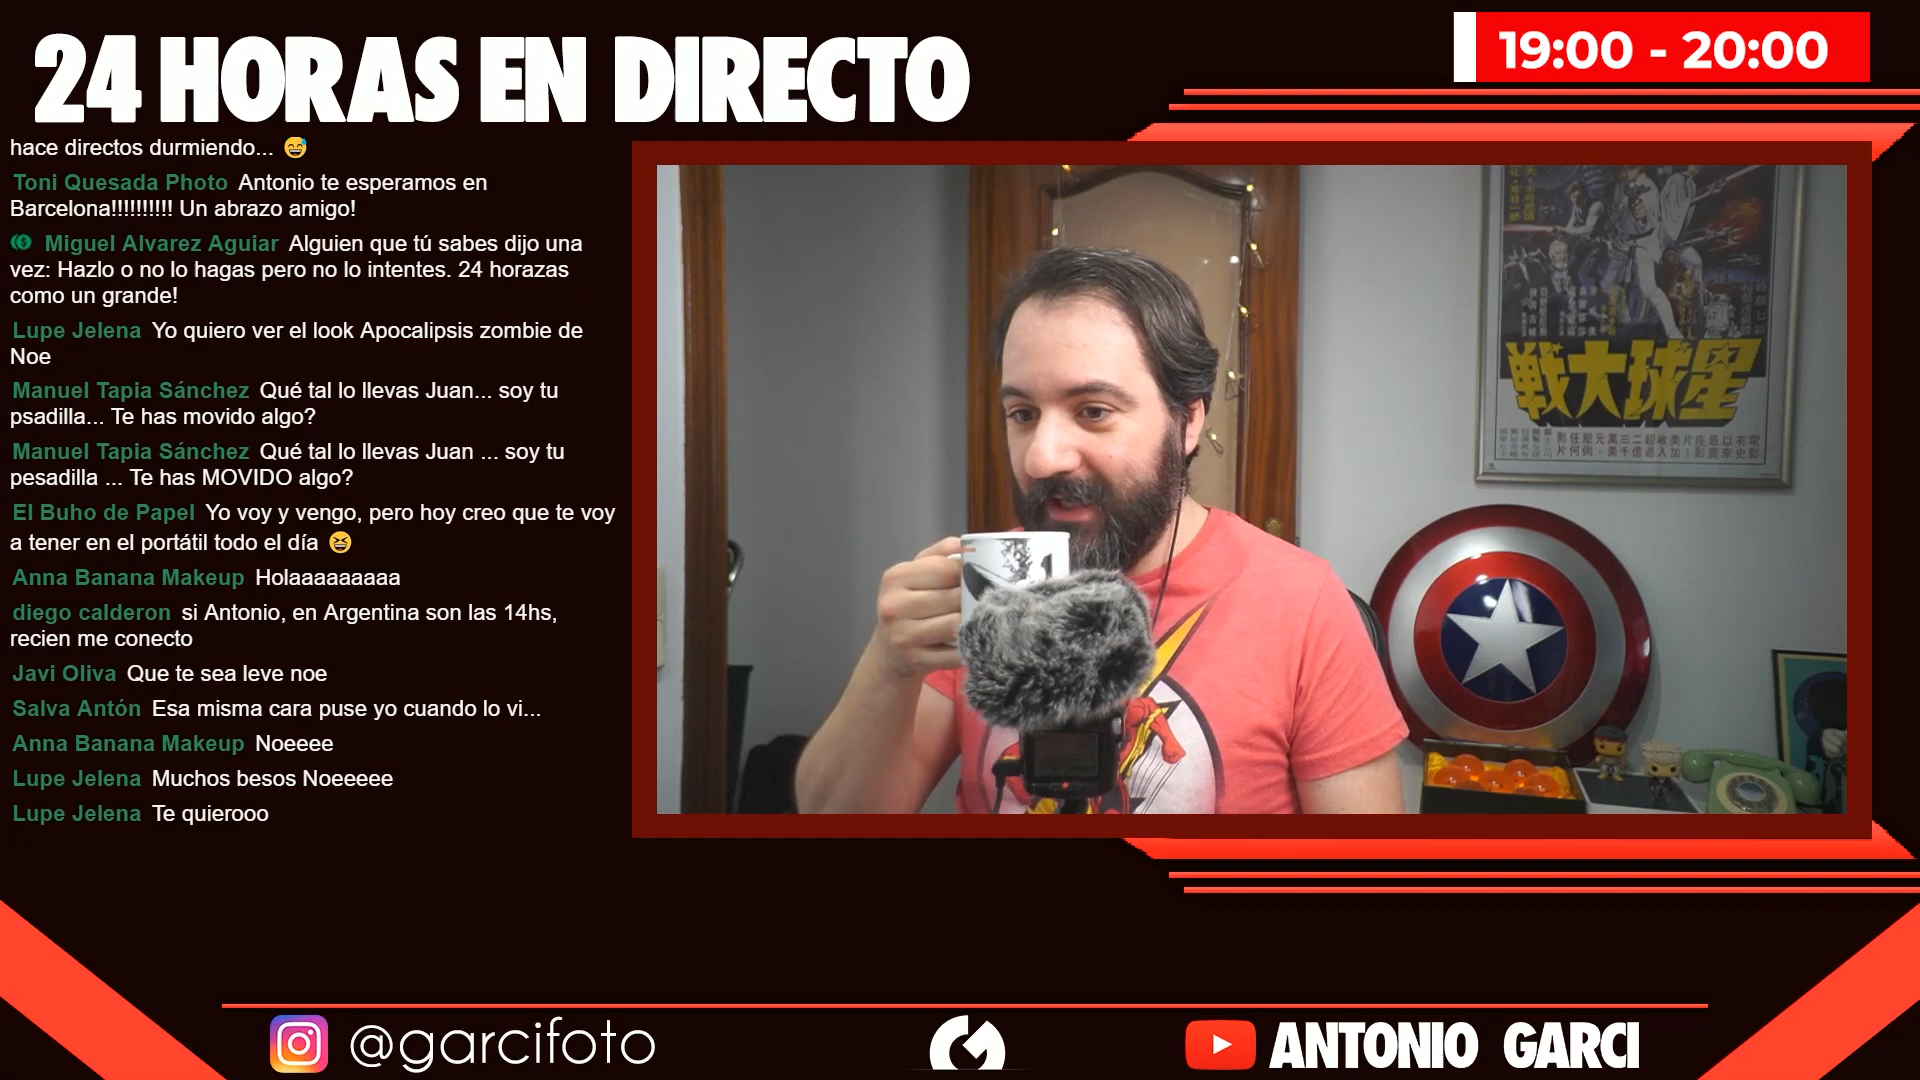 24 HORAS EN DIRECTO
19:00 - 20:00
hace directos durmiendo... 😅
Toni Quesada Photo Antonio te esperamos en
Barcelona!!!!!!!!!! Un abrazo amigo!
Miguel Alvarez Aguiar Alguien que tú sabes dijo una
vez: Hazlo o no lo hagas pero no lo intentes. 24 horazas
como un grande!
Lupe Jelena Yo quiero ver el look Apocalipsis zombie de
Noe
Manuel Tapia Sánchez Qué tal lo llevas Juan... soy tu
psadilla... Te has movido algo?
Manuel Tapia Sánchez Qué tal lo llevas Juan ... soy tu
pesadilla ... Te has MOVIDO algo?
El Buho de Papel Yo voy y vengo, pero hoy creo que te voy
a tener en el portátil todo el día 😆
Anna Banana Makeup Holaaaaaaaaa
diego calderon si Antonio, en Argentina son las 14hs,
recien me conecto
Javi Oliva Que te sea leve noe
Salva Antón Esa misma cara puse yo cuando lo vi...
Anna Banana Makeup Noeeee
Lupe Jelena Muchos besos Noeeeee
Lupe Jelena Te quierooo
戰大球星
@garcifoto
ANTONIO GARCI